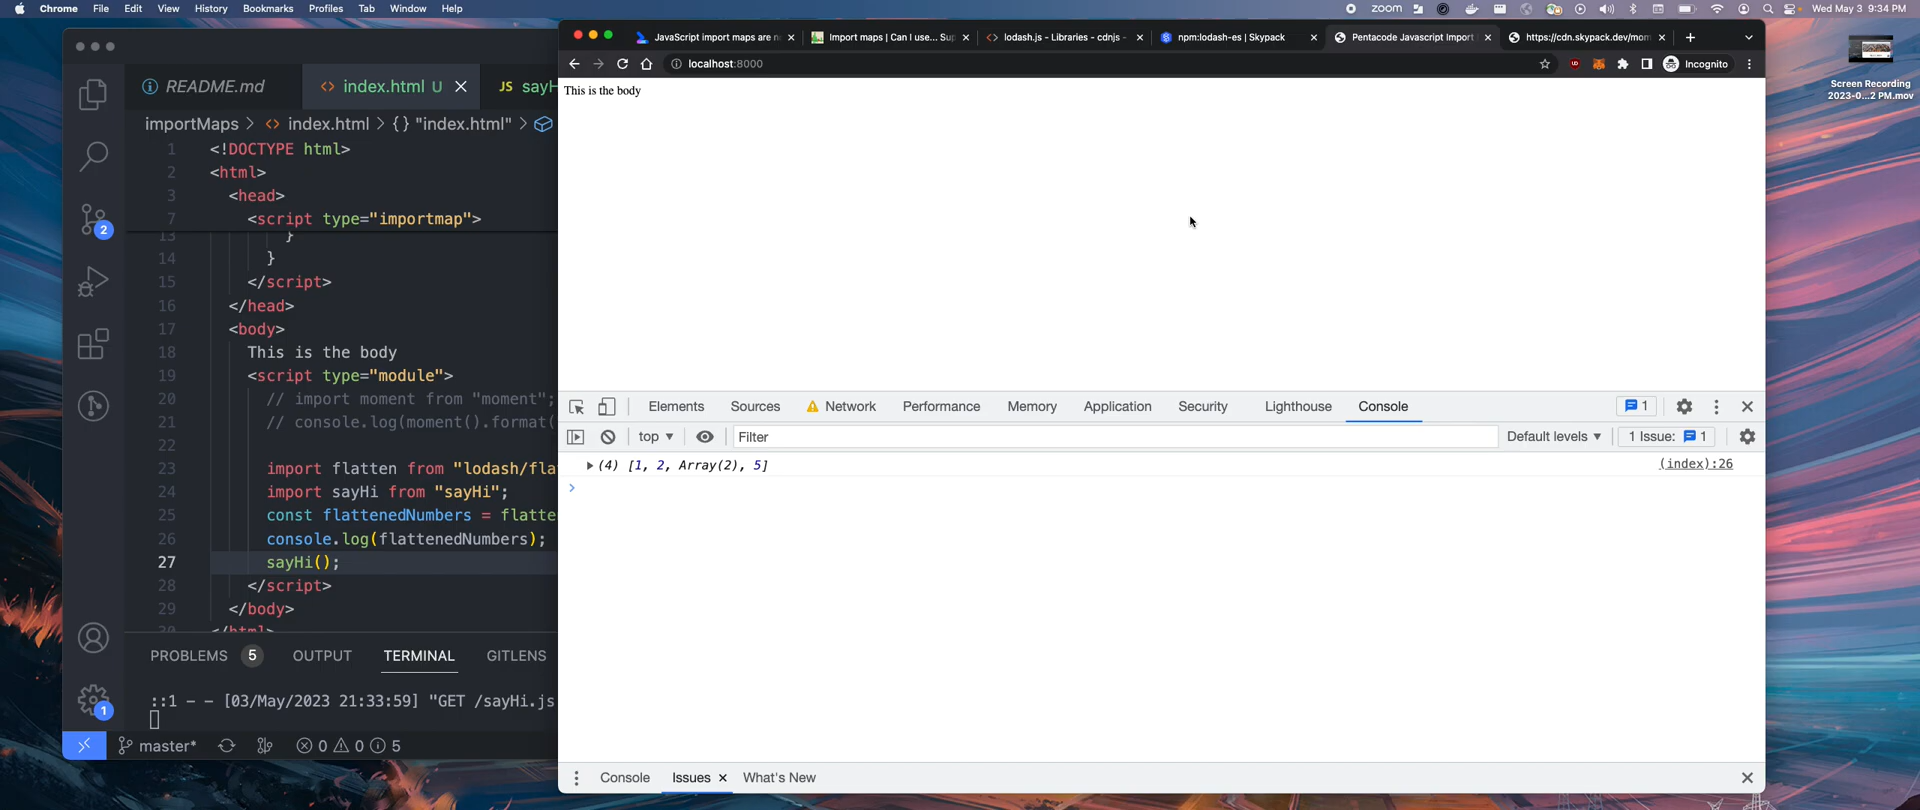 Chrome File Edit View History Bookmarks Profiles Tab Window Help
zoom
Wed May 3 9:34 PM
Screen Recording
2023-0...2 PM.mov
README.md
index.html U
JS sayH
importMaps > index.html > {} "index.html" >
1 <!DOCTYPE html>
2 <html>
3 <head>
7 <script type="importmap">
13 }
14 }
15 </script>
16 </head>
17 <body>
18 This is the body
19 <script type="module">
20 // import moment from "moment";
21 // console.log(moment().format(
22
23 import flatten from "lodash/fla
24 import sayHi from "sayHi";
25 const flattenedNumbers = flatte
26 console.log(flattenedNumbers);
27 sayHi();
28 </script>
29 </body>
30 </html>
2
1
PROBLEMS 5 OUTPUT TERMINAL GITLENS
::1 - - [03/May/2023 21:33:59] "GET /sayHi.js
master* 0 0 5
JavaScript import maps are n
Import maps | Can I use... Sup
lodash.js - Libraries - cdnjs -
npm:lodash-es | Skypack
Pentacode Javascript Import
https://cdn.skypack.dev/mom
localhost:8000
Incognito
This is the body
Elements Sources Network Performance Memory Application Security Lighthouse Console 1
top Filter Default levels 1 Issue: 1
(4) [1, 2, Array(2), 5] (index):26
Console Issues What's New